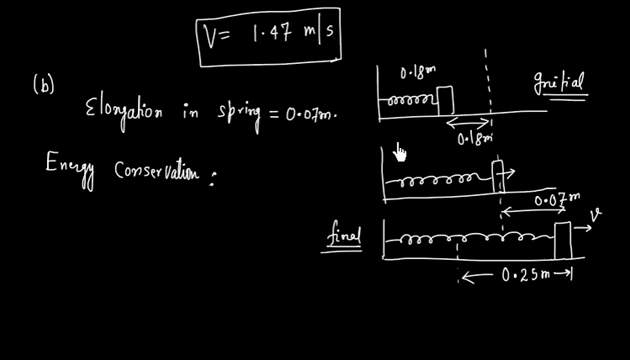 V= 1.47 m/s
(b)
Elongation in spring = 0.07m.
Energy Conservation :
0.18m
Initial
0.18m
0.07m
final
V
0.25m